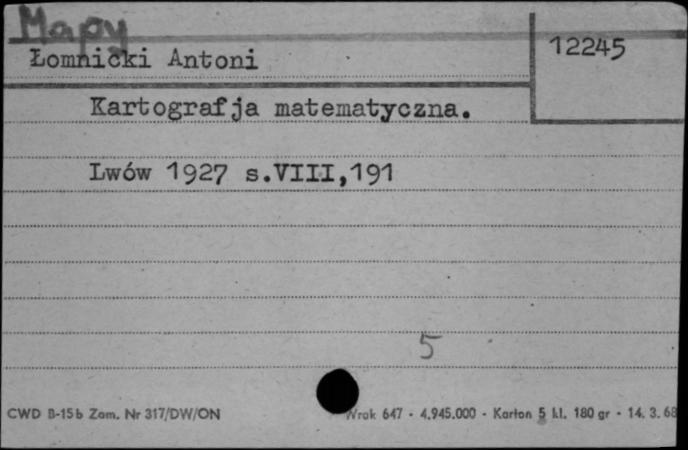 Mapy
Łomnicki Antoni
12245
Kartografja matematyczna.
Lwów 1927 s.VIII,191
5
CWD B-15b Zam. Nr 317/DW/ON
Wrak 647 - 4.945.000 - Karton 5 kl. 180 gr - 14. 3. 68